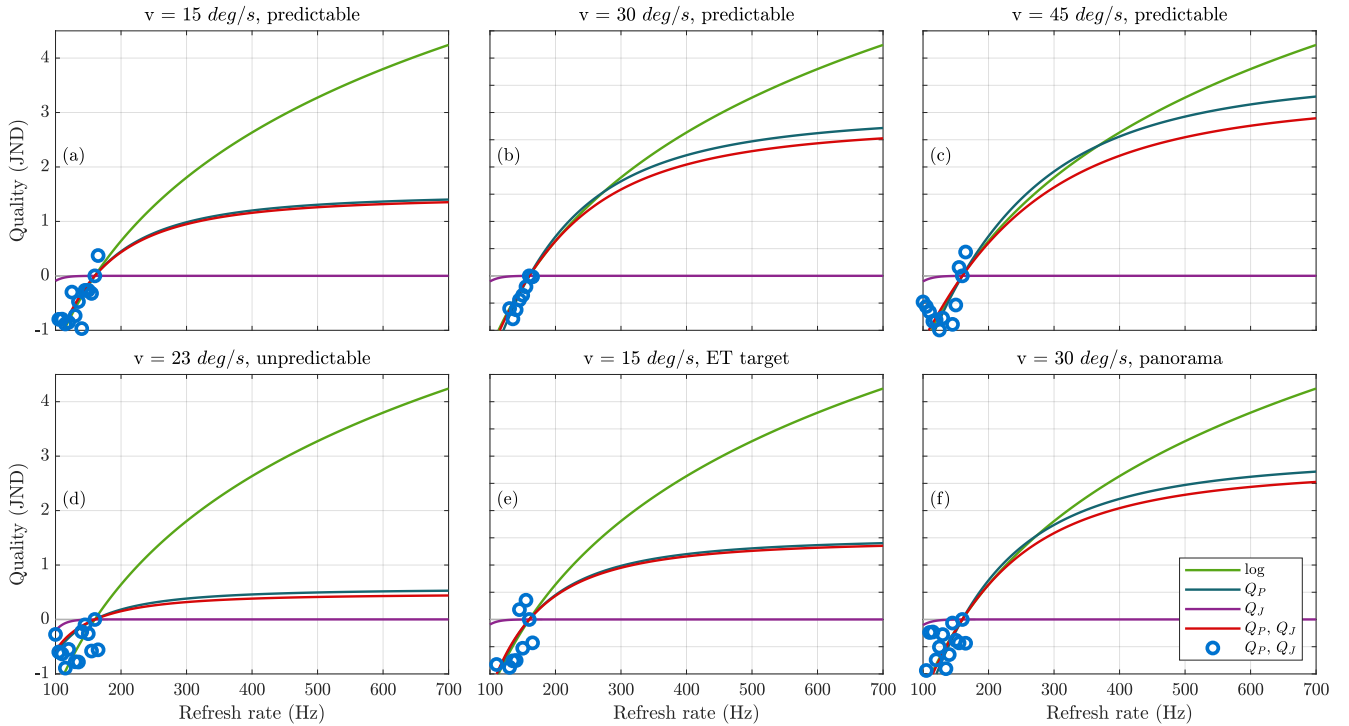 v = 15 deg/s, predictable
v = 30 deg/s, predictable
v = 45 deg/s, predictable
Quality (JND)
4
3
2
1
0
-1
(a)
(b)
(c)
v = 23 deg/s, unpredictable
v = 15 deg/s, ET target
v = 30 deg/s, panorama
Quality (JND)
4
3
2
1
0
-1
(d)
(e)
(f)
log
Q_P
Q_J
Q_P, Q_J
Q_P, Q_J
100 200 300 400 500 600 700
100 200 300 400 500 600 700
100 200 300 400 500 600 700
Refresh rate (Hz)
Refresh rate (Hz)
Refresh rate (Hz)